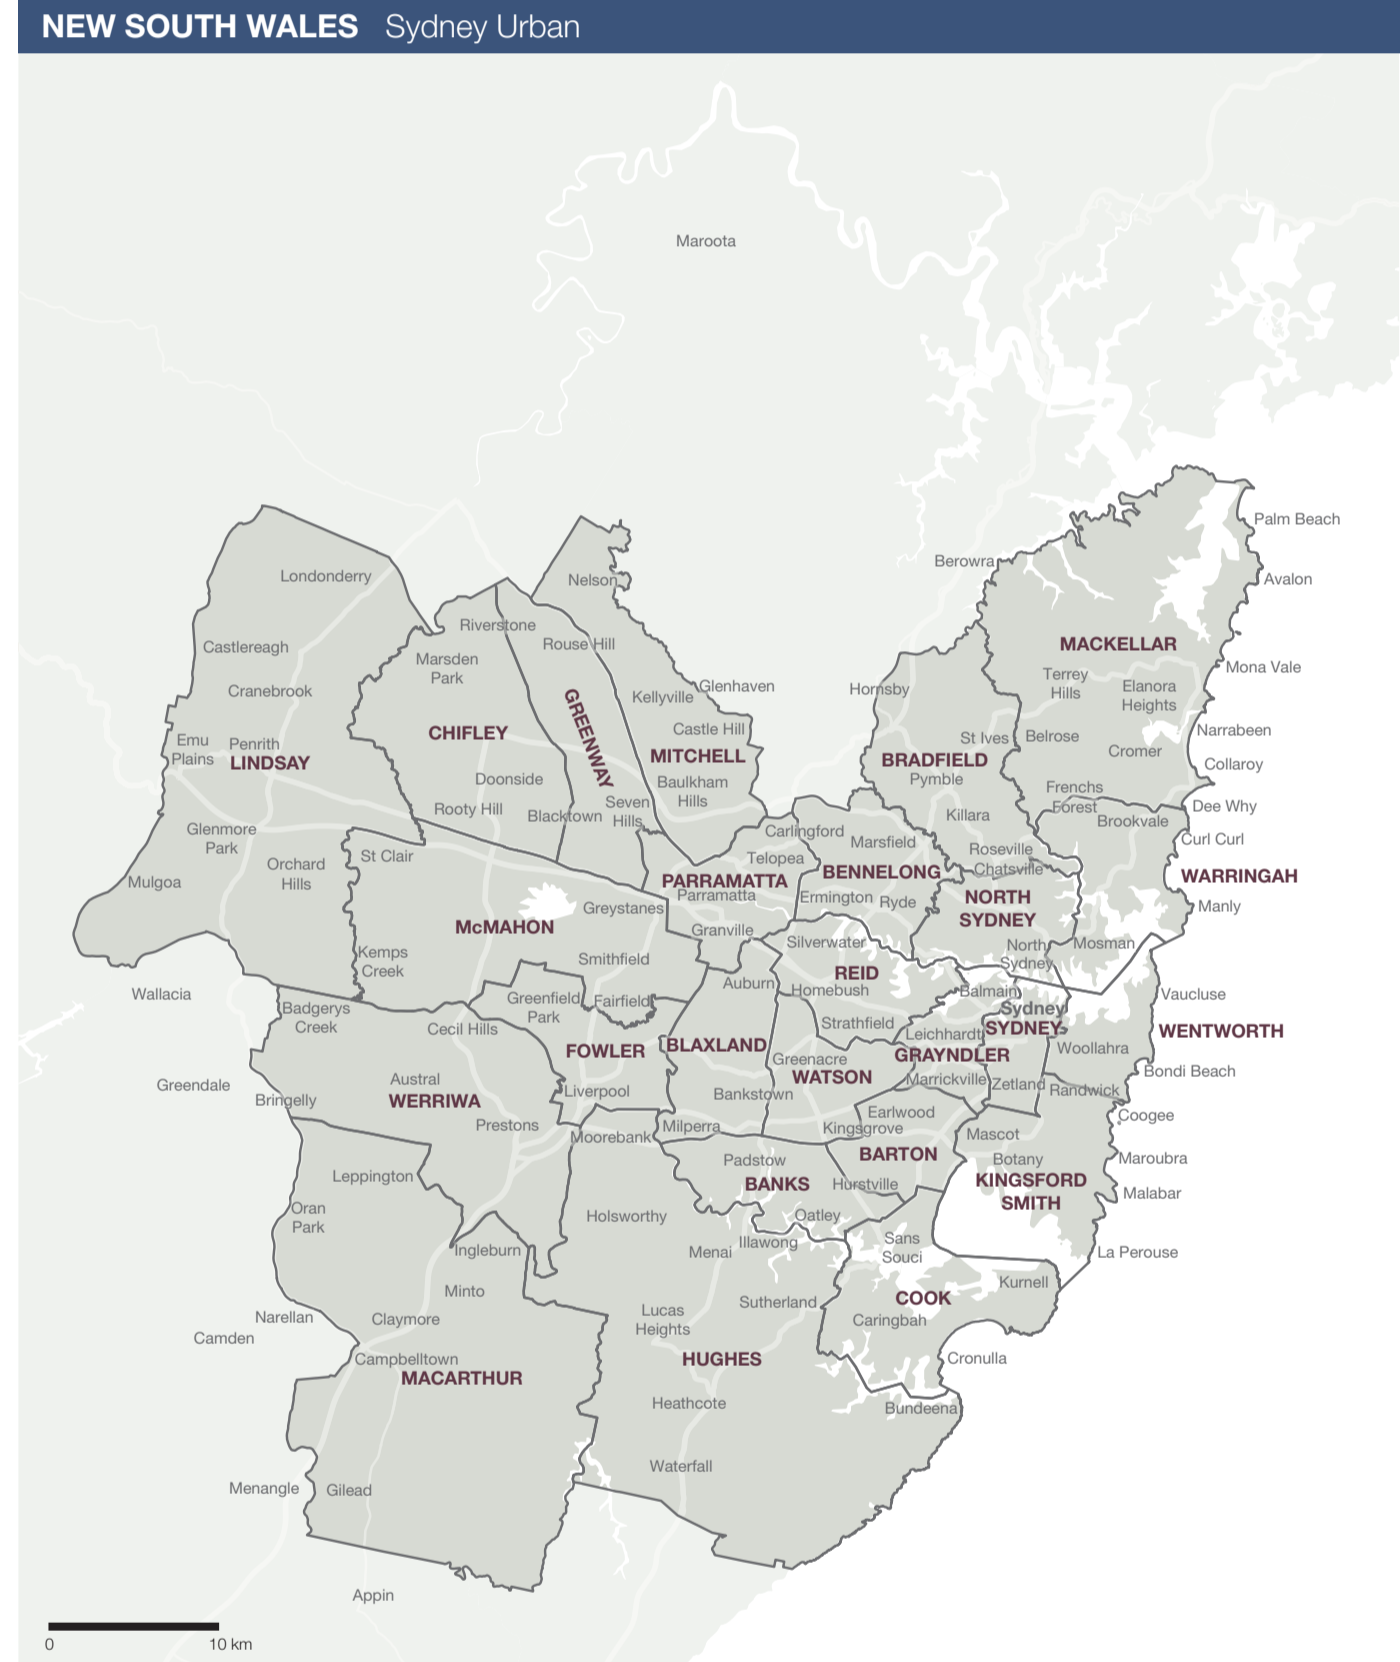 NEW SOUTH WALES Sydney Urban
Maroota
Palm Beach
Berowra
Londonderry
Nelson
Avalon
Riverstone
Castlereagh
Rouse Hill
MACKELLAR
Marsden
Park
Mona Vale
Cranebrook
Kellyville
Glenhaven
Hornsby
Terrey
Hills
Elanora
Heights
GREENWAY
Emu
Plains
Penrith
LINDSAY
CHIFLEY
Castle Hill
MITCHELL
St Ives
Belrose
Narrabeen
Cromer
BRADFIELD
Pymble
Collaroy
Doonside
Baulkham
Hills
Frenchs
Forest
Rooty Hill
Blacktown
Seven
Hills
Killara
Brookvale
Dee Why
Glenmore
Park
Carlingford
Marsfield
Curl Curl
St Clair
Telopea
Roseville
Chatsville
Orchard
Hills
Mulgoa
PARRAMATTA
Parramatta
BENNELONG
WARRINGAH
Ermington
Ryde
NORTH
SYDNEY
Manly
McMAHON
Greystanes
Granville
Silverwater
North
Sydney
Mosman
Kemps
Creek
Smithfield
REID
Wallacia
Auburn
Homebush
Balmain
Vaucluse
Badgerys
Creek
Greenfield
Park
Fairfield
Sydney
SYDNEY
Cecil Hills
Strathfield
Leichhardt
WENTWORTH
FOWLER
BLAXLAND
Greenacre
GRAYNDLER
Woollahra
Greendale
Austral
WERRIWA
WATSON
Marrickville
Zetland
Randwick
Bondi Beach
Bringelly
Liverpool
Bankstown
Earlwood
Coogee
Prestons
Moorebank
Milperra
Kingsgrove
Mascot
Padstow
BARTON
Botany
Maroubra
Leppington
BANKS
Hurstville
KINGSFORD
SMITH
Malabar
Oran
Park
Holsworthy
Oatley
Ingleburn
Menai
Illawong
Sans
Souci
La Perouse
Minto
Kurnell
COOK
Narellan
Claymore
Lucas
Heights
Sutherland
Caringbah
Camden
Campbelltown
MACARTHUR
HUGHES
Cronulla
Heathcote
Bundeena
Waterfall
Menangle
Gilead
Appin
0 10 km